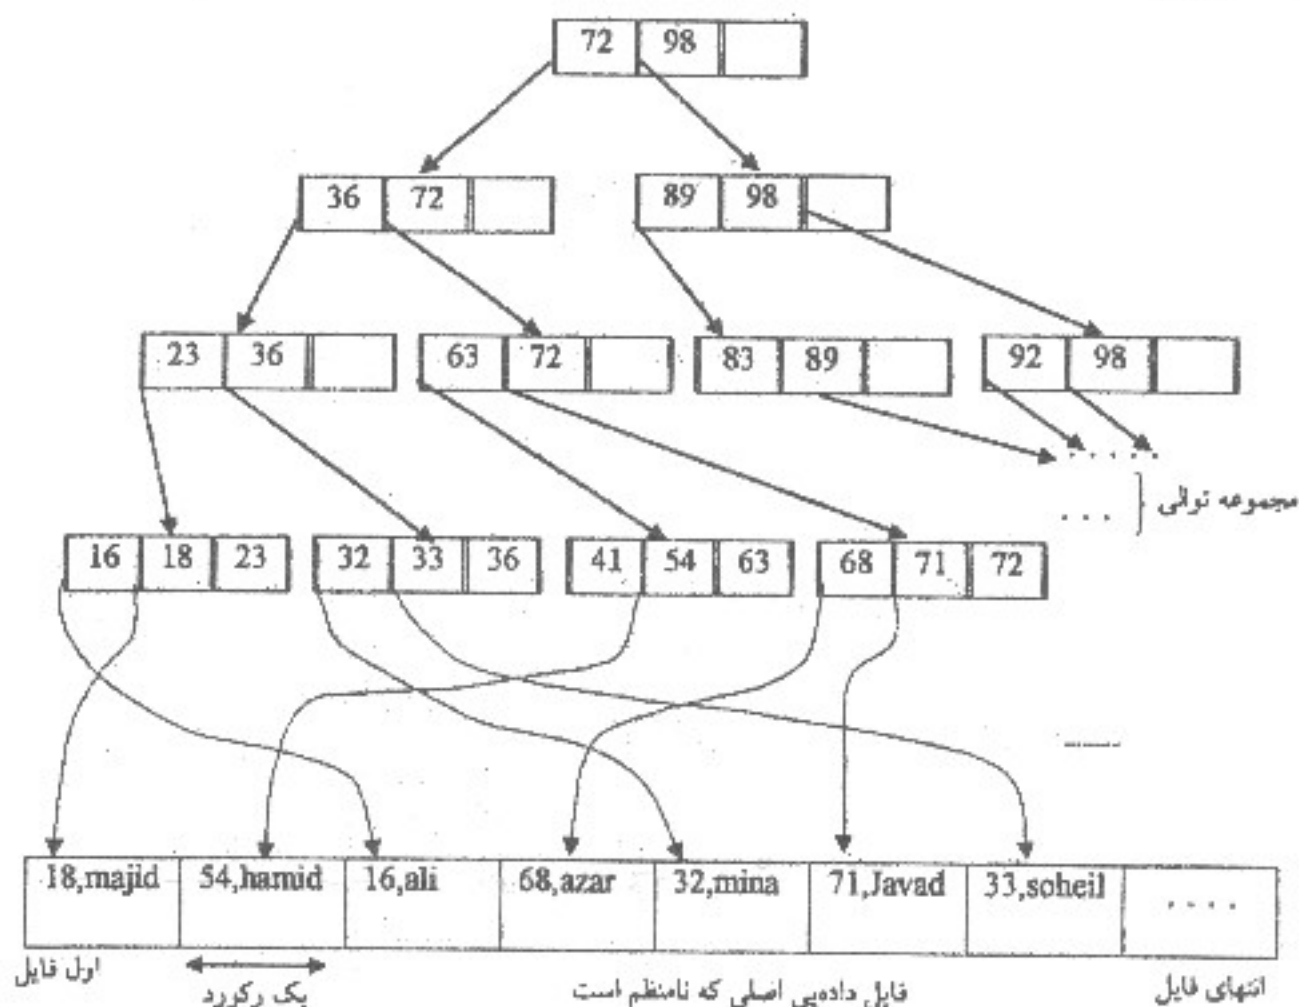 72 98
36 72 89 98
23 36 63 72 83 89 92 98
. . . . .
. . . مجموعه توالی
16 18 23 32 33 36 41 54 63 68 71 72
18,majid 54,hamid 16,ali 68,azar 32,mina 71,Javad 33,soheil . . . .
اول فایل یک رکورد فایل داده‌یی اصلی که نامنظم است انتهای فایل